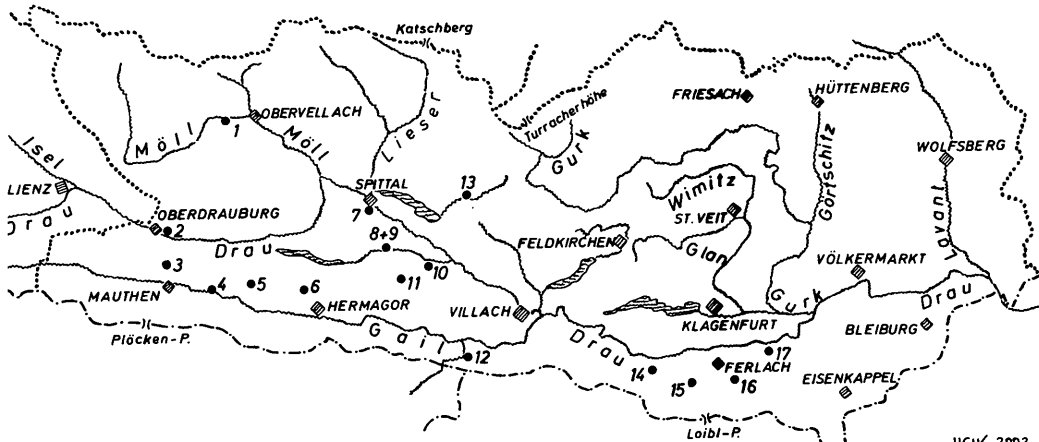 Katschberg
Turracherhöhe
FRIESACH
HÜTTENBERG
1
OBERVELLACH
Möll
Möll
Lieser
Gurk
Isel
LIENZ
Drau
OBERDRAUBURG
2
SPITTAL
7
13
Wimitz
ST. VEIT
Görtschitz
WOLFSBERG
Lavant
Drau
8+9
FELDKIRCHEN
Glan
VÖLKERMARKT
3
4
5
6
10
11
MAUTHEN
HERMAGOR
VILLACH
KLAGENFURT
Gurk
Drau
BLEIBURG
Plöcken-P.
Gail
12
Drau
14
15
FERLACH
16
17
EISENKAPPEL
Loibl-P.